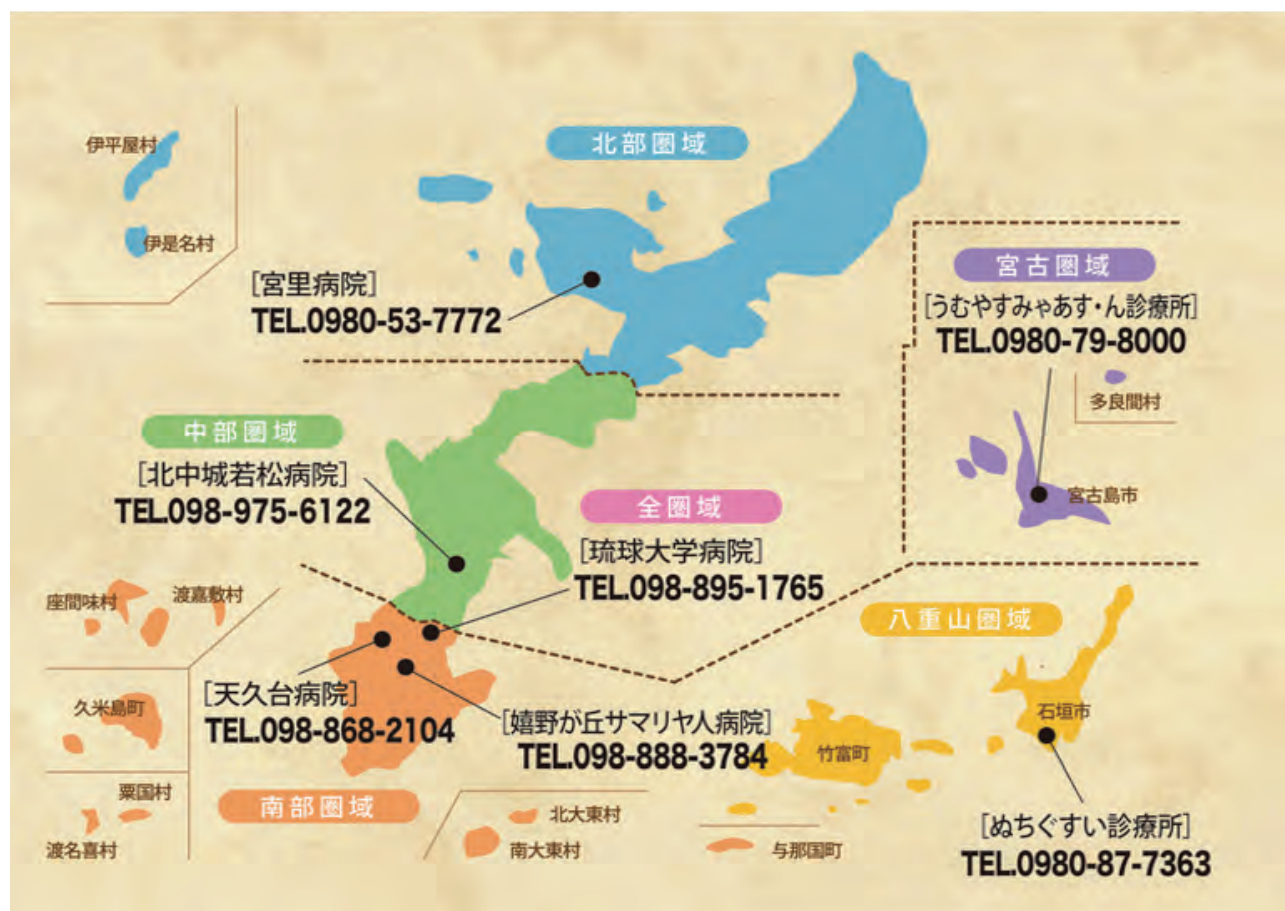 北部圏域
伊平屋村
伊是名村
[宮里病院]
TEL.0980-53-7772
宮古圏域
[うむやすみゃあす・ん診療所]
TEL.0980-79-8000
多良間村
宮古島市
中部圏域
[北中城若松病院]
TEL.098-975-6122
全圏域
[琉球大学病院]
TEL.098-895-1765
座間味村
渡嘉敷村
久米島町
粟国村
渡名喜村
[天久台病院]
TEL.098-868-2104
[嬉野が丘サマリヤ人病院]
TEL.098-888-3784
南部圏域
北大東村
南大東村
八重山圏域
石垣市
竹富町
与那国町
[ぬちぐすい診療所]
TEL.0980-87-7363